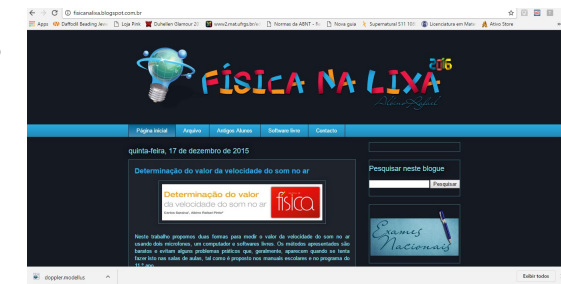 fisicanalixa.blogspot.com.br
Apps
Daffodil Beading Jew
Loja Pink
Duhellen Glamour 2
www2.mat.ufrgs.br/
Normas da ABNT - R
Nova guia
Supernatural S11 10
Licenciatura em Mate
Ativo Store
FÍSICA NA LIXA
2016
Página inicial Arquivo Antigos Alunos Software livre Contacto
quinta-feira, 17 de dezembro de 2015
Determinação do valor da velocidade do som no ar
Determinação do valor
da velocidade do som no ar
física
Neste trabalho propomos duas formas para medir o valor da velocidade do som no ar
usando dois microfones, um computador e softwares livres. Os métodos apresentados são
baratos e evitam alguns problemas práticos que, geralmente, aparecem quando se tenta
fazer isto nas salas de aulas, tal como é proposto nos manuais escolares e no programa do
11.º ano.
Pesquisar neste blogue
Pesquisar
Exames
Nacionais
doppler.modellus
Exibir todos